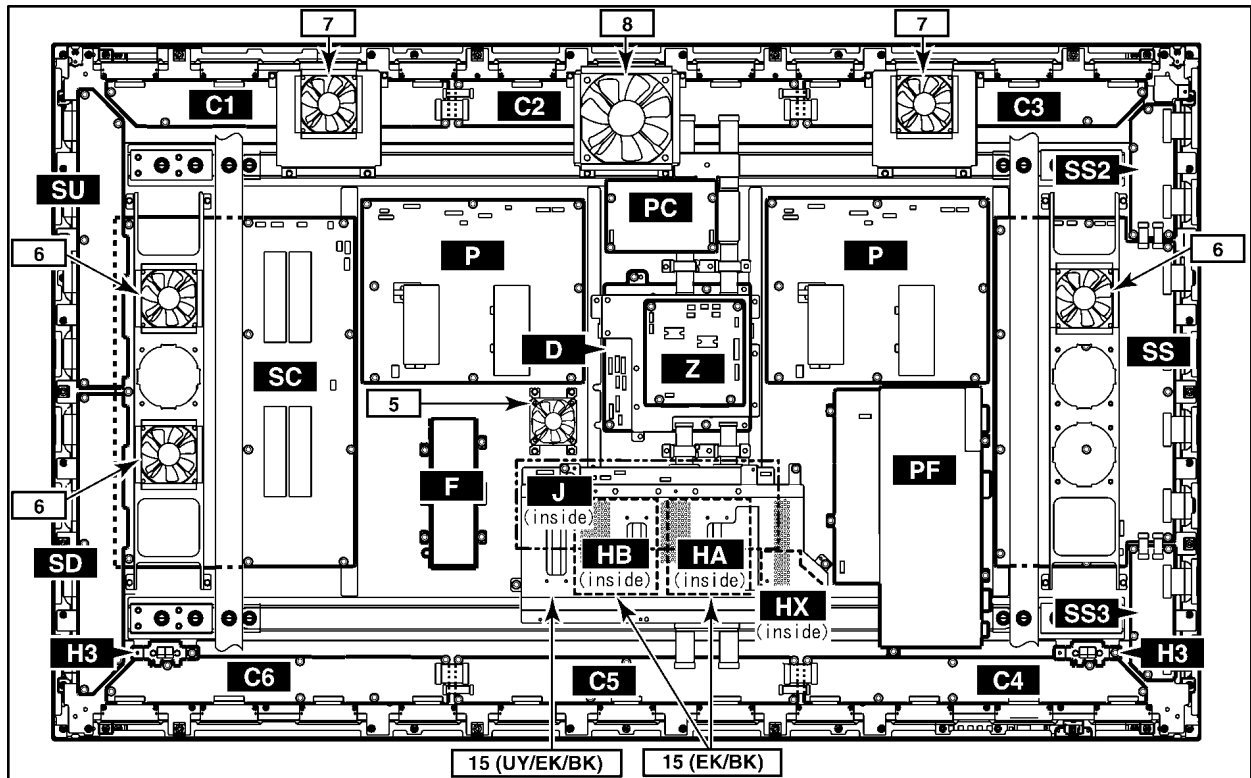 7
8
7
C1
C2
C3
SU
SS2
PC
P
P
6
6
D
Z
SC
SS
5
F
PF
J
(inside)
6
HB
(inside)
HA
(inside)
SD
HX
(inside)
SS3
H3
H3
C6
C5
C4
15 (UY/EK/BK)
15 (EK/BK)